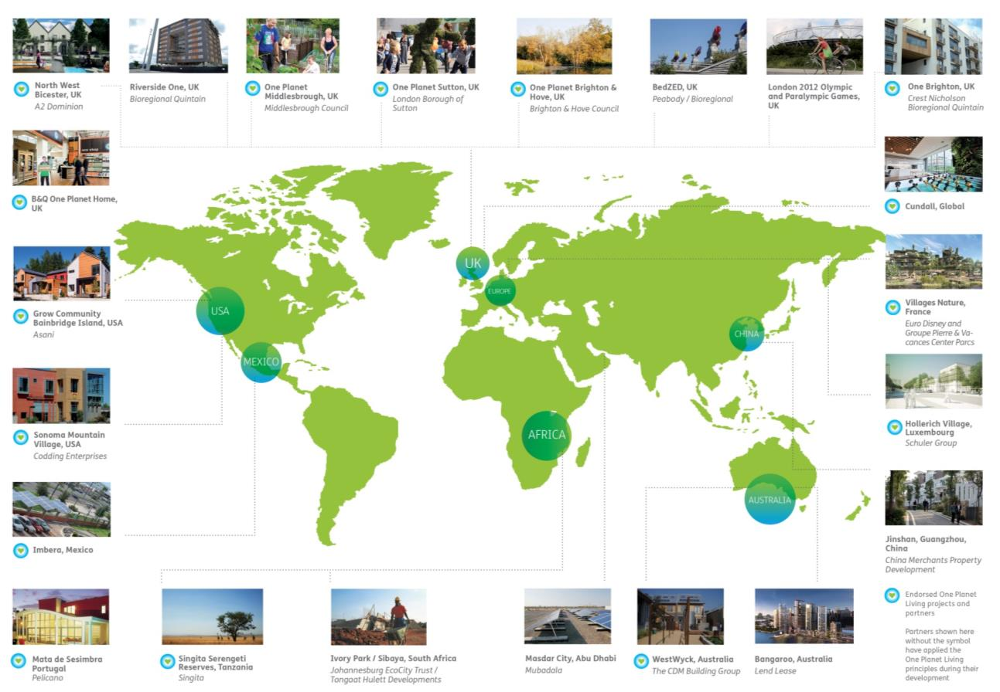 North West
Bicester, UK
A2 Dominion
Riverside One, UK
Bioregional Quintain
One Planet
Middlesbrough, UK
Middlesbrough Council
One Planet Sutton, UK
London Borough of
Sutton
One Planet Brighton &
Hove, UK
Brighton & Hove Council
BedZED, UK
Peabody / Bioregional
London 2012 Olympic
and Paralympic Games,
UK
One Brighton, UK
Crest Nicholson
Bioregional Quintain
B&Q One Planet Home,
UK
Cundall, Global
Grow Community
Bainbridge Island, USA
Asani
Villages Nature,
France
Euro Disney and
Groupe Pierre & Va-
cances Center Parcs
UK
EUROPE
USA
CHINA
MEXICO
AFRICA
AUSTRALIA
Sonoma Mountain
Village, USA
Codding Enterprises
Hollerich Village,
Luxembourg
Schuler Group
Imbera, Mexico
Jinshan, Guangzhou,
China
China Merchants Property
Development
Mata de Sesimbra
Portugal
Pelicano
Singita Serengeti
Reserves, Tanzania
Singita
Ivory Park / Sibaya, South Africa
Johannesburg EcoCity Trust /
Tongaat Hulett Developments
Masdar City, Abu Dhabi
Mubadala
WestWyck, Australia
The CDM Building Group
Bangaroo, Australia
Lend Lease
Endorsed One Planet
Living projects and
partners
Partners shown here
without the symbol
have applied the
One Planet Living
principles during their
development